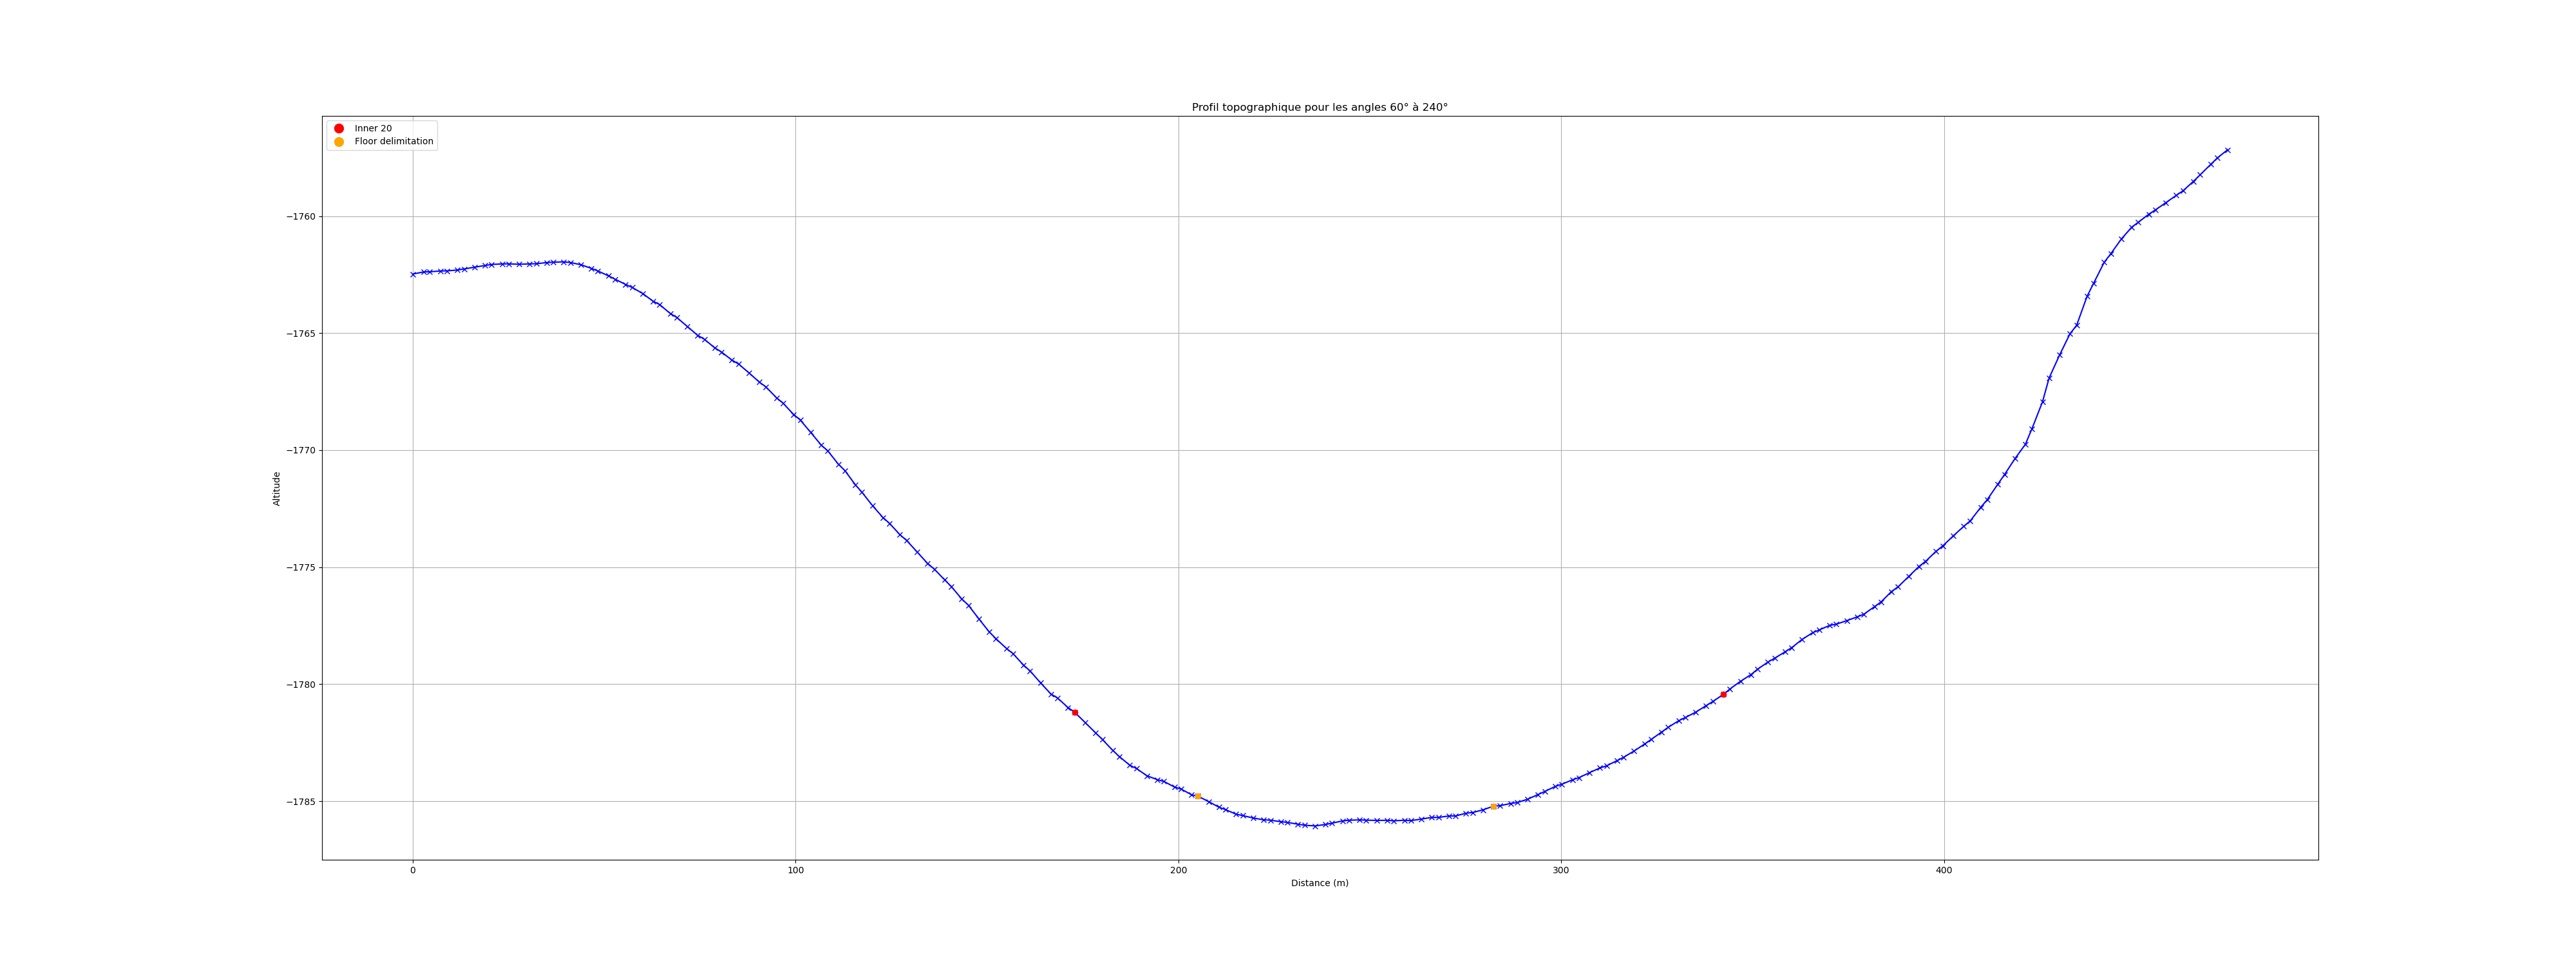 Profil topographique pour les angles 60° à 240°
Inner 20
Floor delimitation
−1760
−1765
−1770
−1775
−1780
−1785
Altitude
0 100 200 300 400
Distance (m)